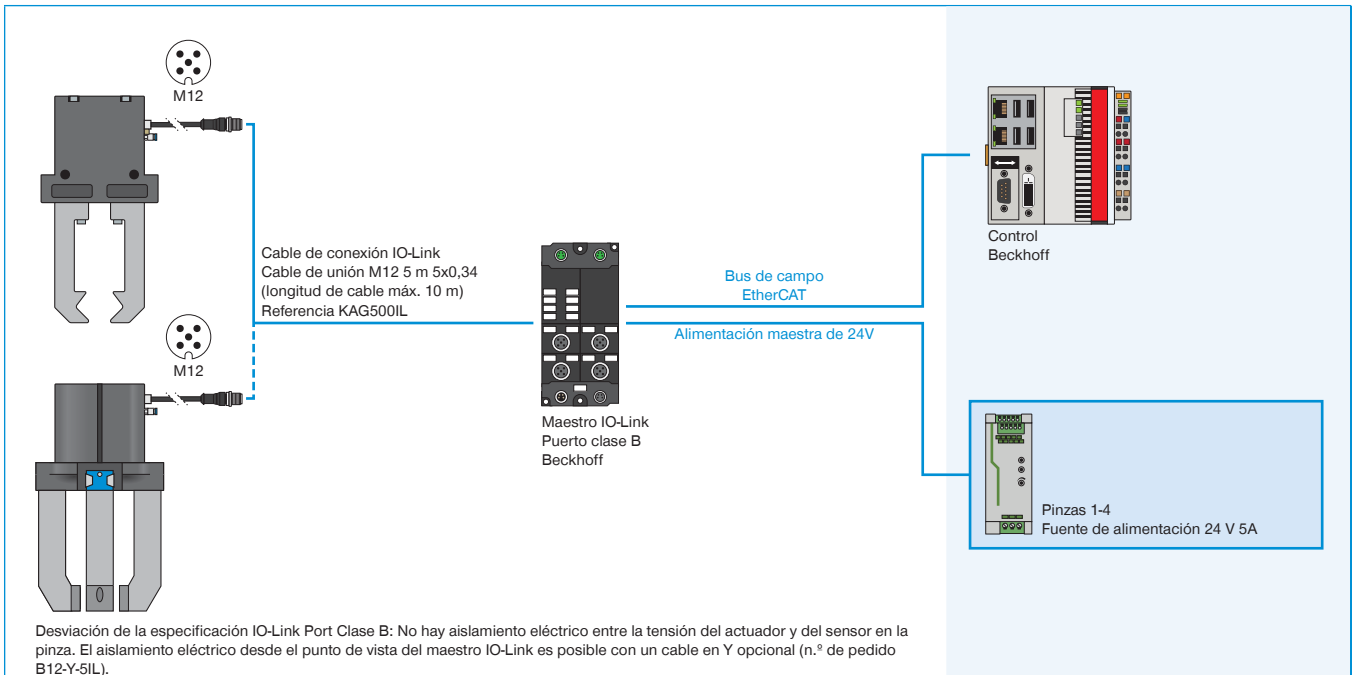 M12
Cable de conexión IO-Link
Cable de unión M12 5 m 5x0,34
(longitud de cable máx. 10 m)
Referencia KAG500IL
M12
Maestro IO-Link
Puerto clase B
Beckhoff
Bus de campo
EtherCAT
Alimentación maestra de 24V
Control
Beckhoff
Pinzas 1-4
Fuente de alimentación 24 V 5A
Desviación de la especificación IO-Link Port Clase B: No hay aislamiento eléctrico entre la tensión del actuador y del sensor en la
pinza. El aislamiento eléctrico desde el punto de vista del maestro IO-Link es posible con un cable en Y opcional (n.º de pedido
B12-Y-5IL).